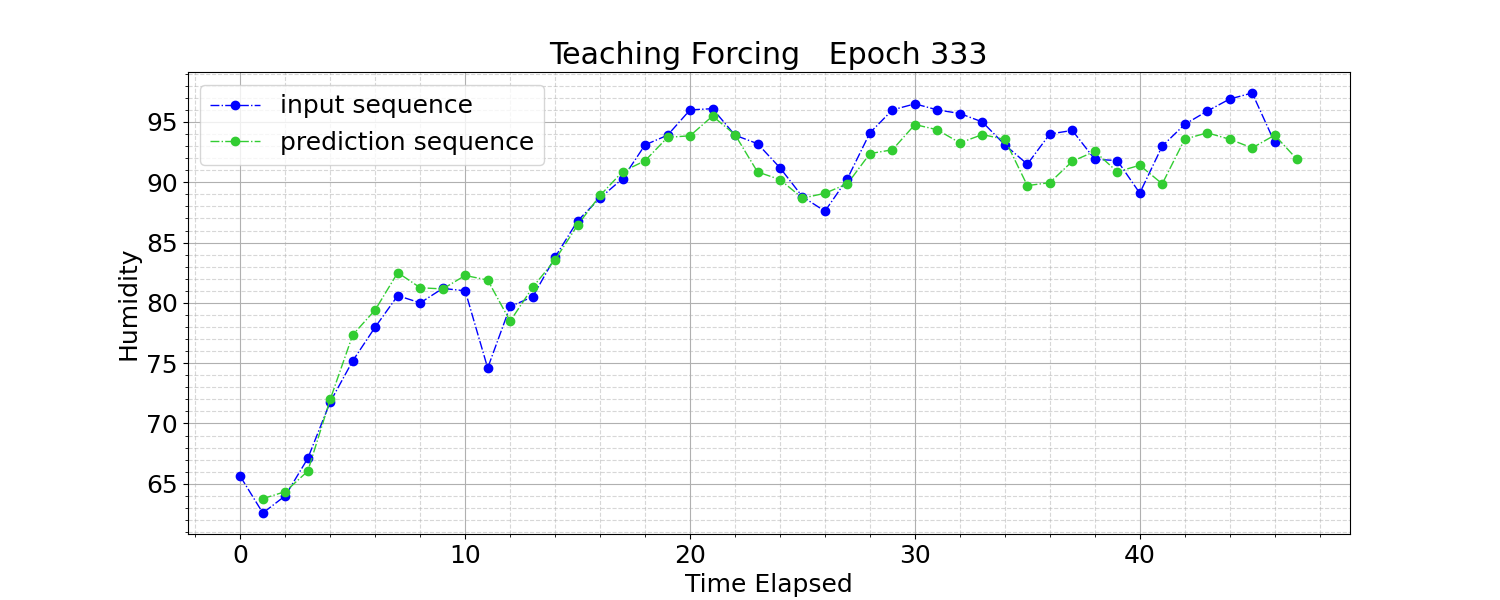 Teaching Forcing   Epoch 333
input sequence
prediction sequence
Humidity
95
90
85
80
75
70
65
0 10 20 30 40
Time Elapsed